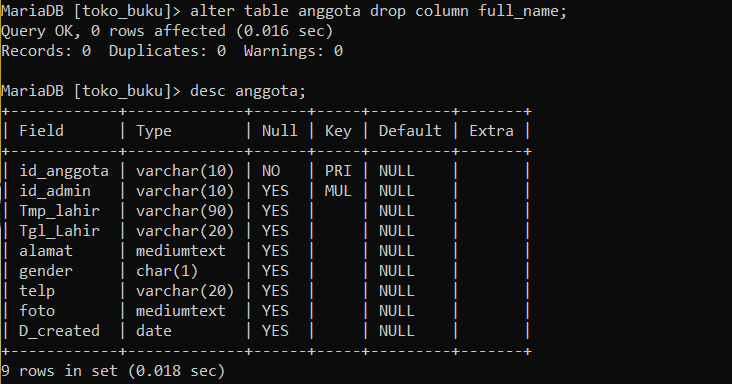 MariaDB [toko_buku]> alter table anggota drop column full_name;
Query OK, 0 rows affected (0.016 sec)
Records: 0  Duplicates: 0  Warnings: 0

MariaDB [toko_buku]> desc anggota;
+------------+-------------+------+-----+---------+-------+
| Field      | Type        | Null | Key | Default | Extra |
+------------+-------------+------+-----+---------+-------+
| id_anggota | varchar(10) | NO   | PRI | NULL    |       |
| id_admin   | varchar(10) | YES  | MUL | NULL    |       |
| Tmp_lahir  | varchar(90) | YES  |     | NULL    |       |
| Tgl_Lahir  | varchar(20) | YES  |     | NULL    |       |
| alamat     | mediumtext  | YES  |     | NULL    |       |
| gender     | char(1)     | YES  |     | NULL    |       |
| telp       | varchar(20) | YES  |     | NULL    |       |
| foto       | mediumtext  | YES  |     | NULL    |       |
| D_created  | date        | YES  |     | NULL    |       |
+------------+-------------+------+-----+---------+-------+
9 rows in set (0.018 sec)